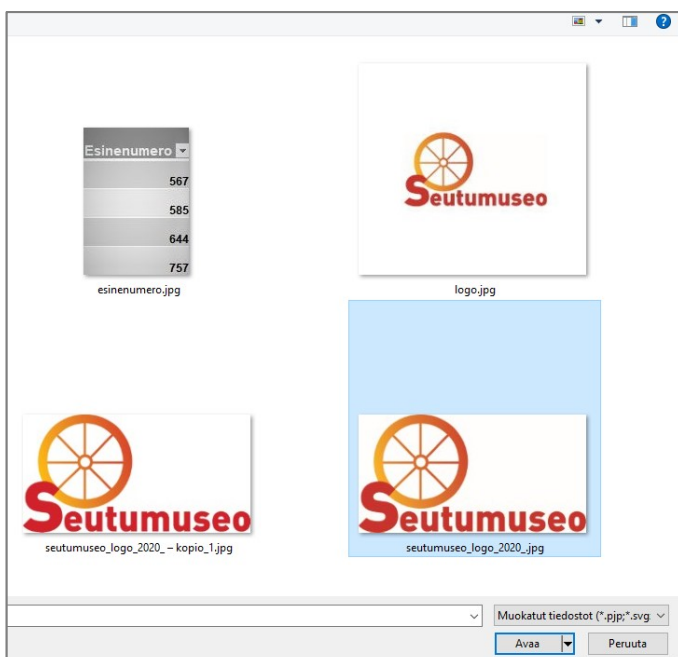 Esinenumero
567
585
644
757
esinenumero.jpg
Seutumuseo
logo.jpg
Seutumuseo
seutumuseo_logo_2020_ – kopio_1.jpg
Seutumuseo
seutumuseo_logo_2020_.jpg
Muokatut tiedostot (*.pjp;*.svg
Avaa
Peruuta